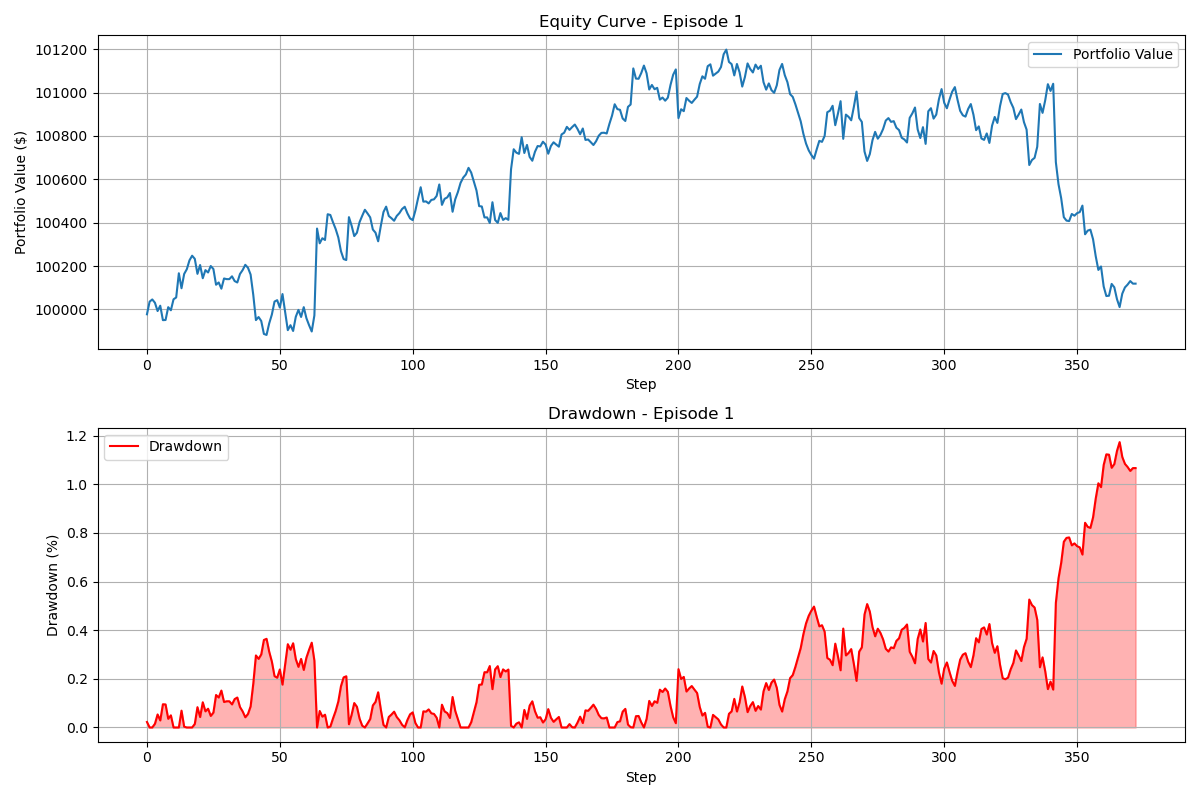 Equity Curve - Episode 1
Portfolio Value ($)
101200
101000
100800
100600
100400
100200
100000
Portfolio Value
0 50 100 150 200 250 300 350
Step
Drawdown - Episode 1
Drawdown (%)
1.2
1.0
0.8
0.6
0.4
0.2
0.0
Drawdown
0 50 100 150 200 250 300 350
Step